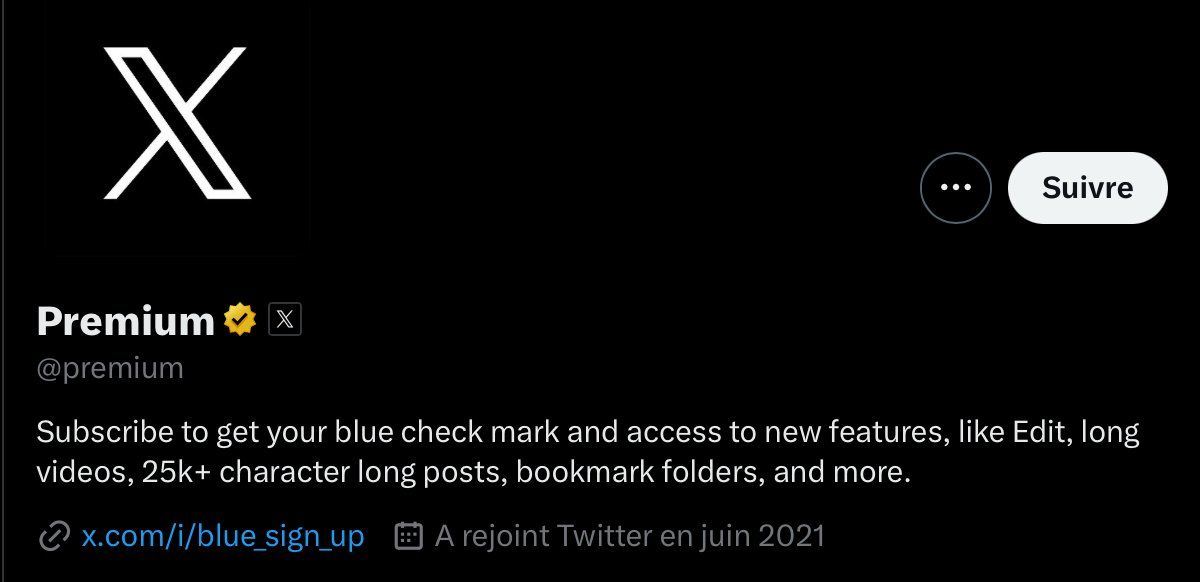 Suivre
Premium
@premium
Subscribe to get your blue check mark and access to new features, like Edit, long
videos, 25k+ character long posts, bookmark folders, and more.
x.com/i/blue_sign_up A rejoint Twitter en juin 2021